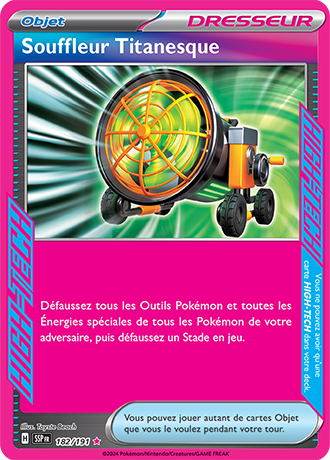 Objet
DRESSEUR
Souffleur Titanesque
HIGH-TECH
HIGH-TECH
Vous ne pouvez avoir qu'une
carte HIGH-TECH dans votre deck.
Défaussez tous les Outils Pokémon et toutes les
Énergies spéciales de tous les Pokémon de votre
adversaire, puis défaussez un Stade en jeu.
Illus. Toyste Beach
H SSP FR 182/191
Vous pouvez jouer autant de cartes Objet
que vous le voulez pendant votre tour.
©2024 Pokémon/Nintendo/Creatures/GAME FREAK